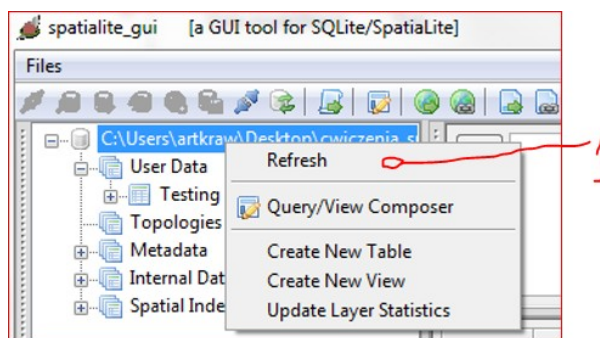 spatialite_gui [a GUI tool for SQLite/SpatiaLite]
Files
C:\Users\artkraw\Desktop\cwiczenia_s
User Data
Testing
Topologies
Metadata
Internal Dat
Spatial Inde
Refresh
Query/View Composer
Create New Table
Create New View
Update Layer Statistics